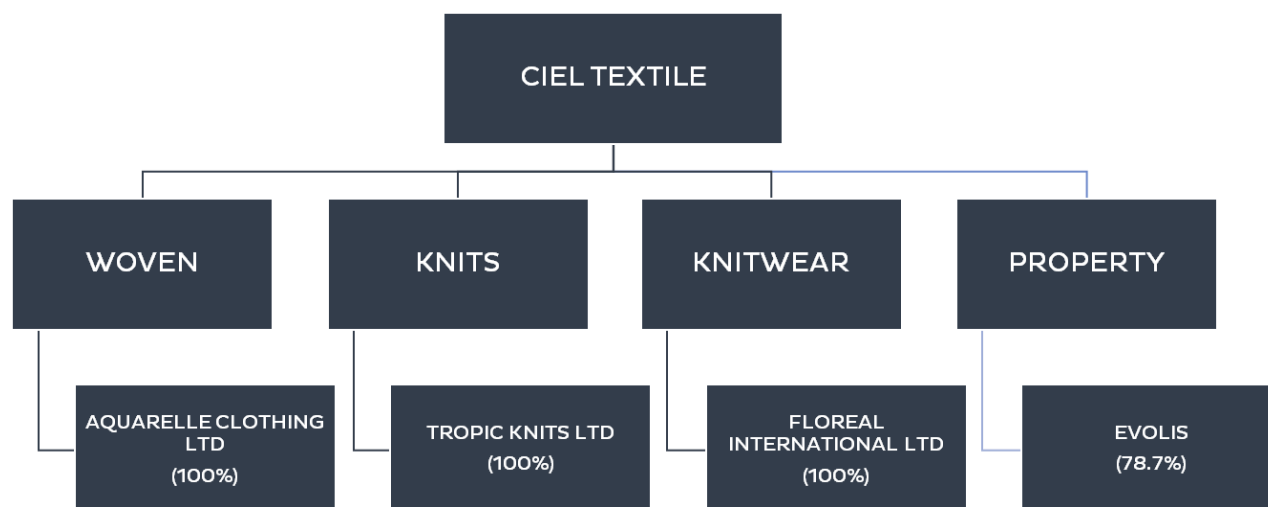 CIEL TEXTILE
WOVEN
KNITS
KNITWEAR
PROPERTY
AQUARELLE CLOTHING
LTD
(100%)
TROPIC KNITS LTD
(100%)
FLOREAL
INTERNATIONAL LTD
(100%)
EVOLIS
(78.7%)